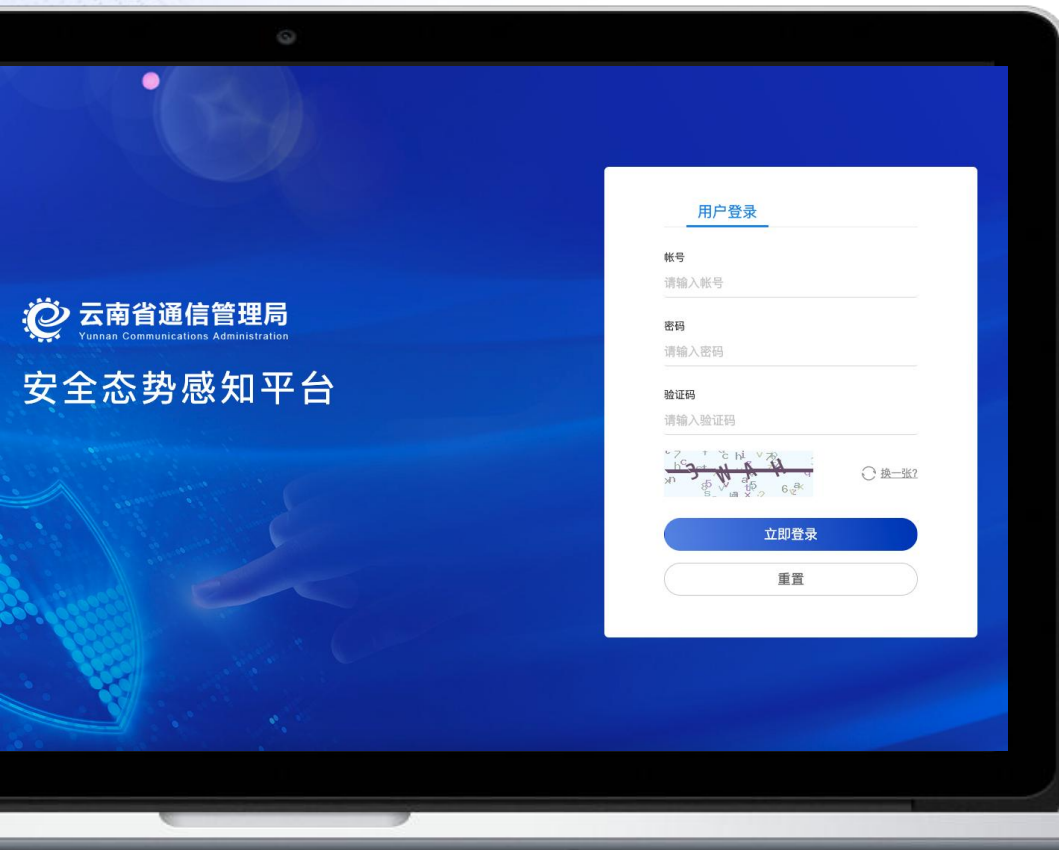 云南省通信管理局
Yunnan Communications Administration
安全态势感知平台
用户登录
帐号
请输入帐号
密码
请输入密码
验证码
请输入验证码
换一张?
立即登录
重置